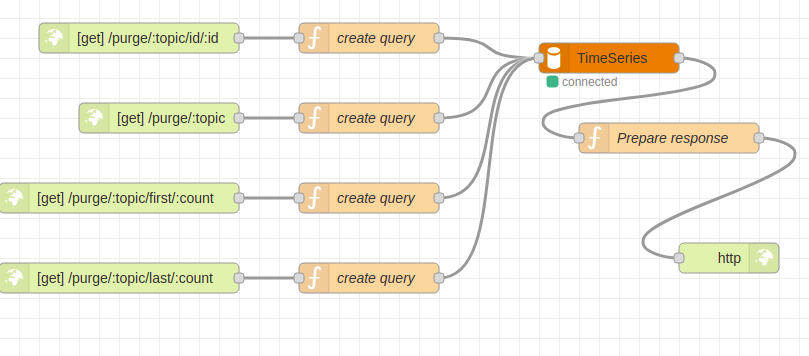 [get] /purge/:topic/id/:id
create query
TimeSeries
connected
[get] /purge/:topic
create query
Prepare response
[get] /purge/:topic/first/:count
create query
http
[get] /purge/:topic/last/:count
create query